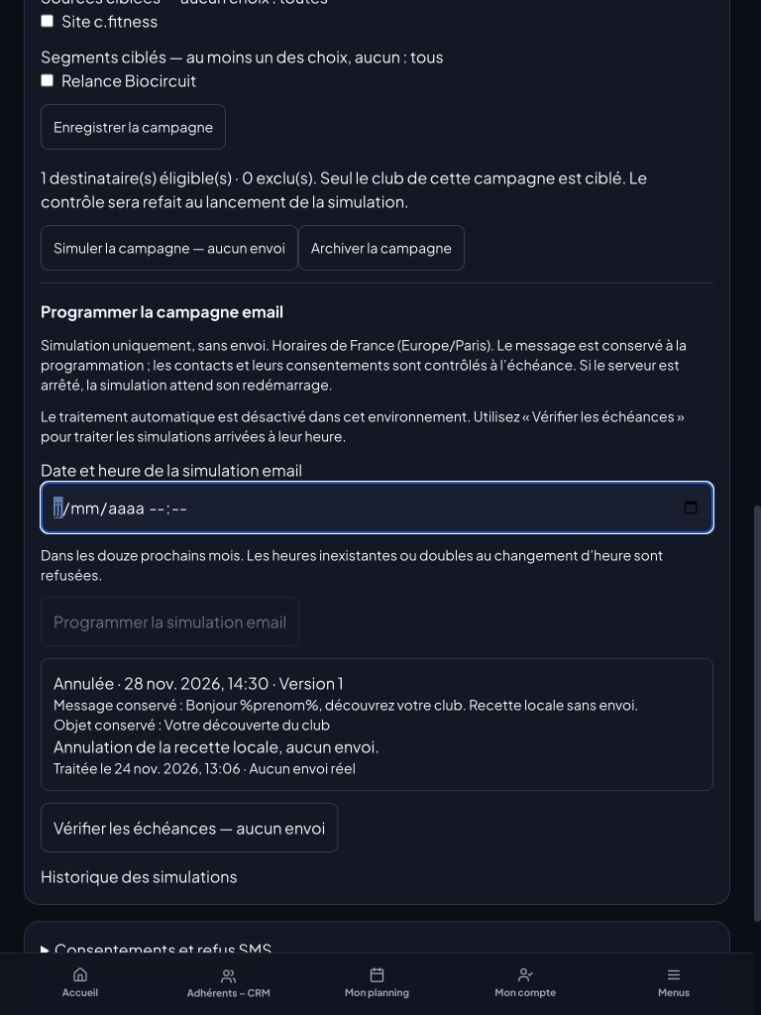 Sources ciblées — aucun choix : toutes
Site c.fitness
Segments ciblés — au moins un des choix, aucun : tous
Relance Biocircuit
Enregistrer la campagne
1 destinataire(s) éligible(s) · 0 exclu(s). Seul le club de cette campagne est ciblé. Le
contrôle sera refait au lancement de la simulation.
Simuler la campagne — aucun envoi
Archiver la campagne
Programmer la campagne email
Simulation uniquement, sans envoi. Horaires de France (Europe/Paris). Le message est conservé à la
programmation ; les contacts et leurs consentements sont contrôlés à l’échéance. Si le serveur est
arrêté, la simulation attend son redémarrage.
Le traitement automatique est désactivé dans cet environnement. Utilisez « Vérifier les échéances »
pour traiter les simulations arrivées à leur heure.
Date et heure de la simulation email
jj/mm/aaaa --:--
Dans les douze prochains mois. Les heures inexistantes ou doubles au changement d’heure sont
refusées.
Programmer la simulation email
Annulée · 28 nov. 2026, 14:30 · Version 1
Message conservé : Bonjour %prenom%, découvrez votre club. Recette locale sans envoi.
Objet conservé : Votre découverte du club
Annulation de la recette locale, aucun envoi.
Traitée le 24 nov. 2026, 13:06 · Aucun envoi réel
Vérifier les échéances — aucun envoi
Historique des simulations
Consentements et refus SMS
Accueil
Adhérents – CRM
Mon planning
Mon compte
Menus